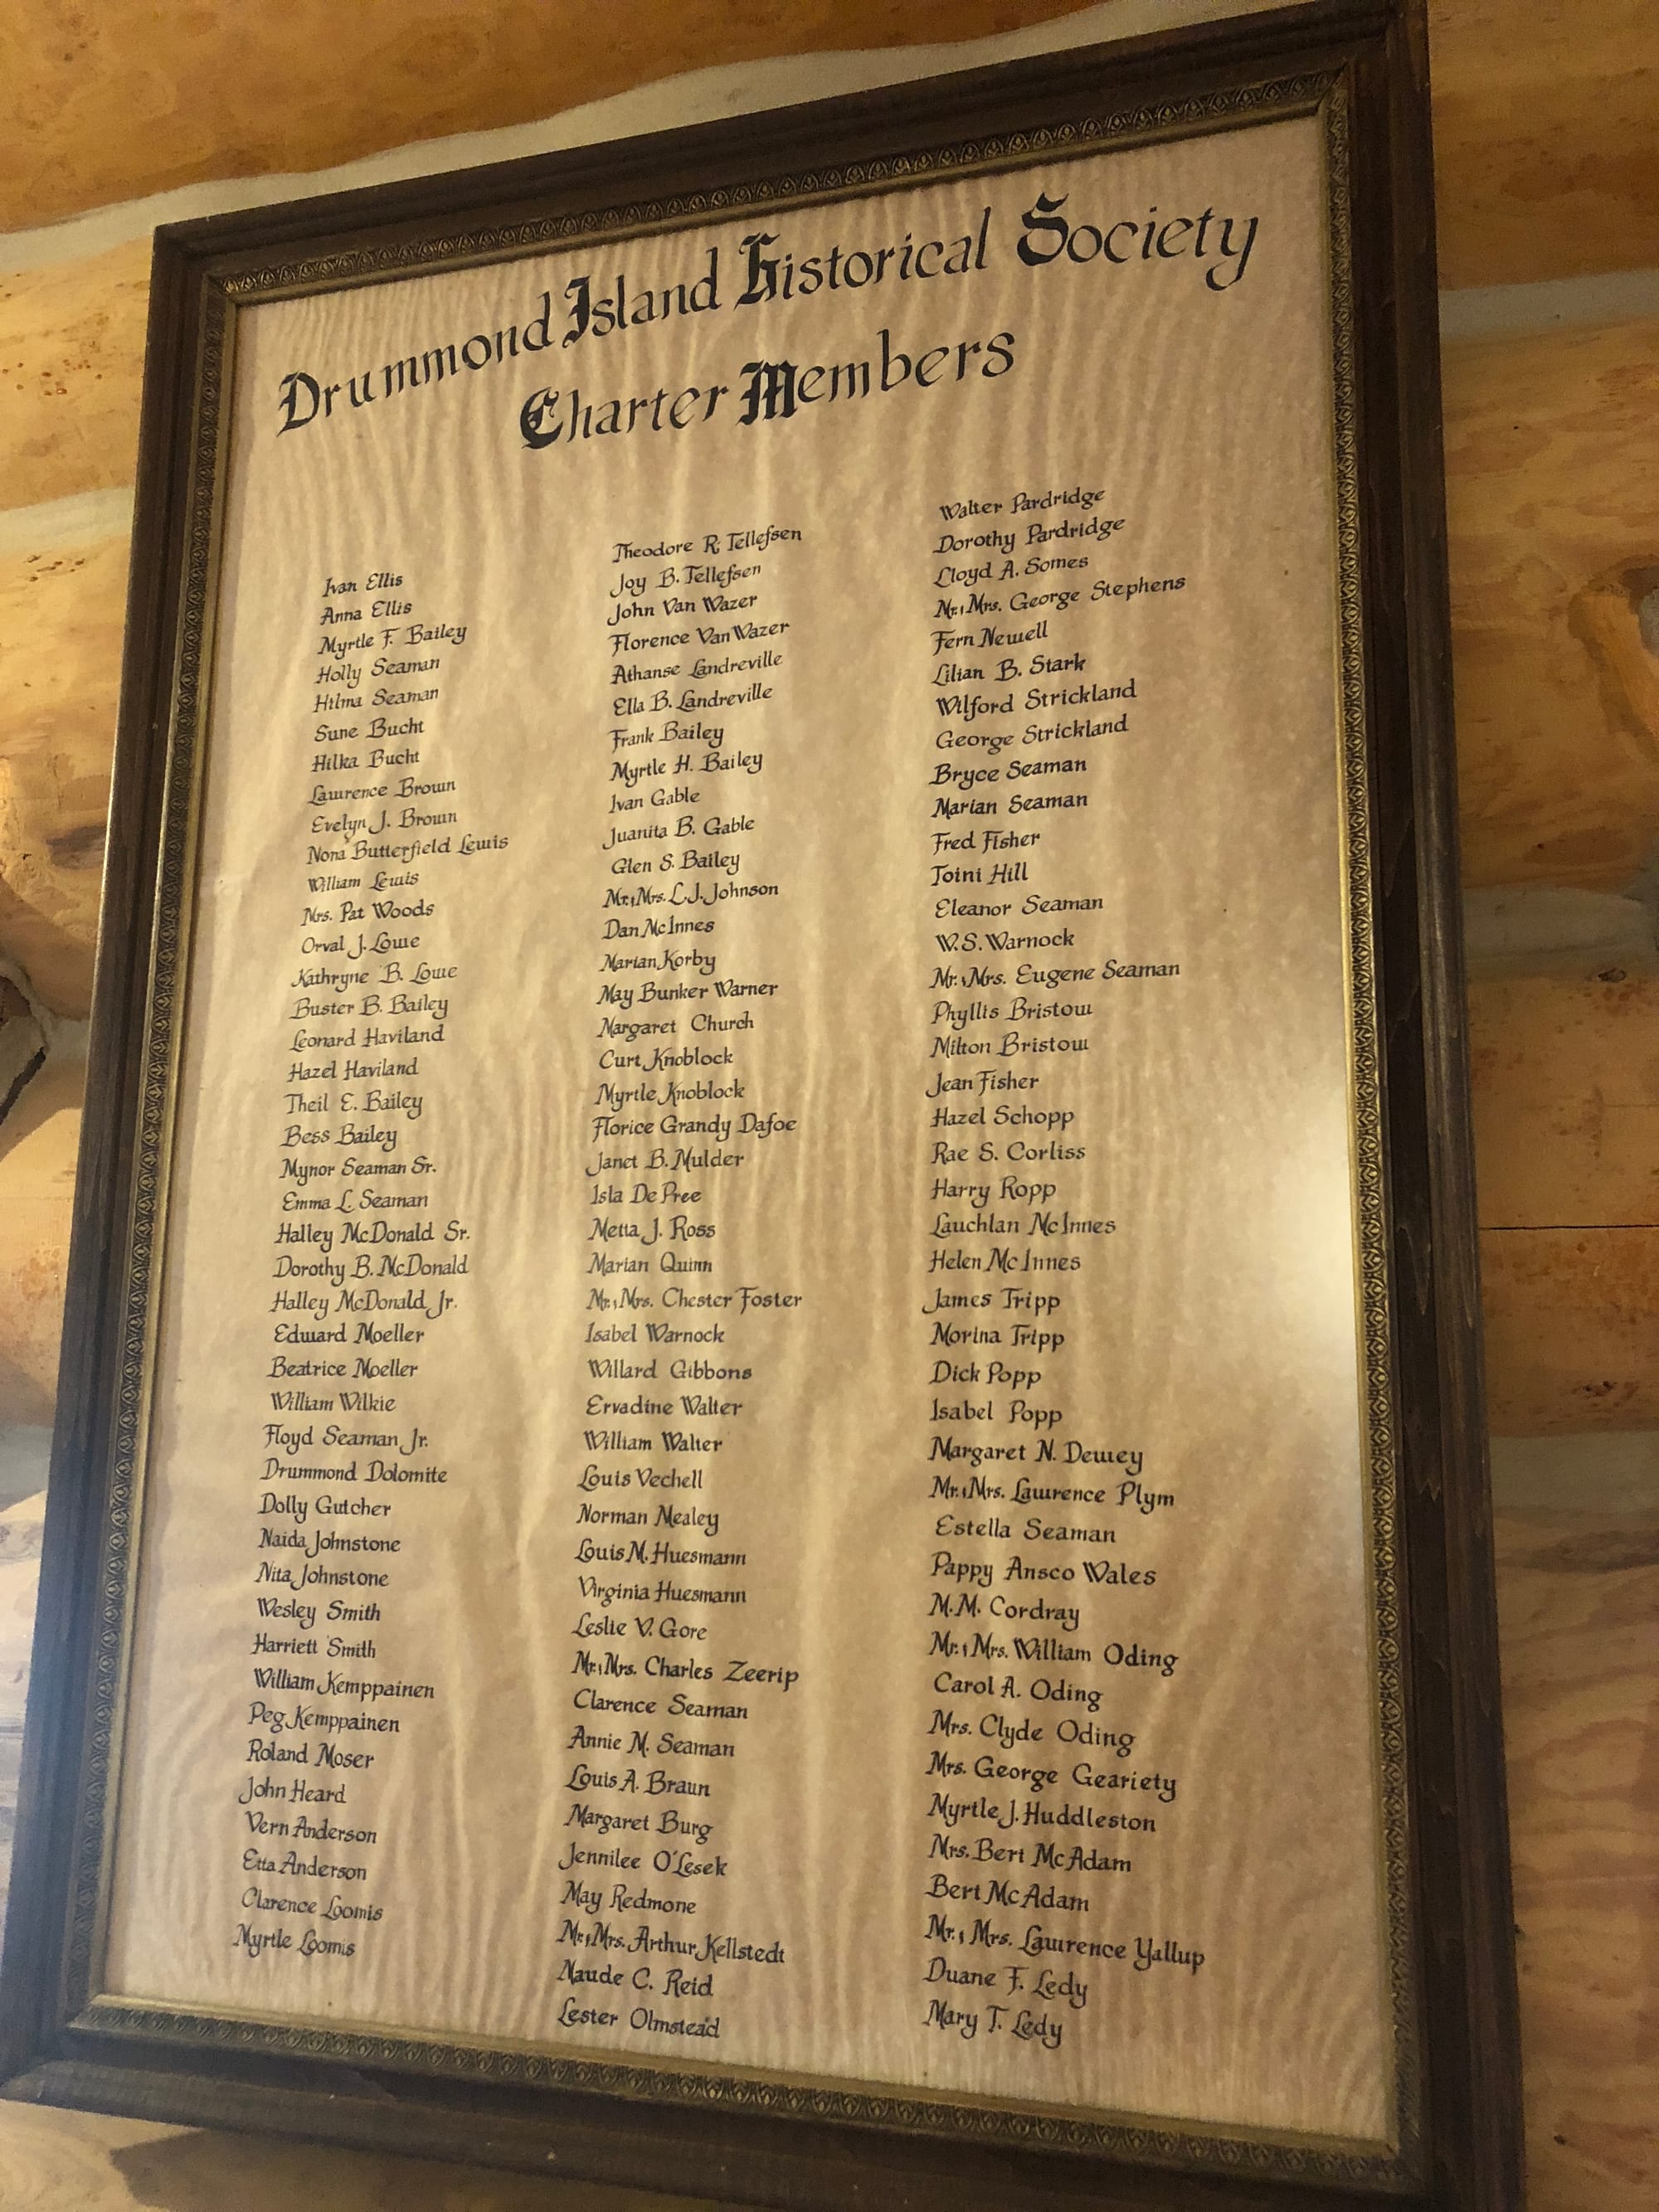 Drummond Island Historical Society
Charter Members
Ivan Ellis
Anna Ellis
Myrtle F. Bailey
Holly Seaman
Hilma Seaman
Sune Bucht
Hilka Bucht
Lawrence Brown
Evelyn J. Brown
Nona Butterfield Lewis
William Lewis
Mrs. Pat Woods
Orval J. Lowe
Kathryne B. Lowe
Buster B. Bailey
Leonard Haviland
Hazel Haviland
Theil E. Bailey
Bess Bailey
Mynor Seaman Sr.
Emma L. Seaman
Halley McDonald Sr.
Dorothy B. McDonald
Halley McDonald Jr.
Edward Moeller
Beatrice Moeller
William Wilkie
Floyd Seaman Jr.
Drummond Dolomite
Dolly Gutcher
Naida Johnstone
Nita Johnstone
Wesley Smith
Harriett Smith
William Kemppainen
Peg Kemppainen
Roland Moser
John Heard
Vern Anderson
Etta Anderson
Clarence Loomis
Myrtle Loomis
Theodore R. Tellefsen
Joy B. Tellefsen
John Van Wazer
Florence Van Wazer
Athanse Landreville
Ella B. Landreville
Frank Bailey
Myrtle H. Bailey
Ivan Gable
Juanita B. Gable
Glen S. Bailey
Mr., Mrs. L.J. Johnson
Dan McInnes
Marian Korby
May Bunker Warner
Margaret Church
Curt Knoblock
Myrtle Knoblock
Florice Grandy Dafoe
Janet B. Mulder
Isla De Pree
Metta J. Ross
Marian Quinn
Mr., Mrs. Chester Foster
Isabel Warnock
Willard Gibbons
Ervadine Walter
William Walter
Louis Vechell
Norman Mealey
Louis M. Huesmann
Virginia Huesmann
Leslie V. Gore
Mr., Mrs. Charles Zeerip
Clarence Seaman
Annie M. Seaman
Louis A. Braun
Margaret Burg
Jennilee O'Lesek
May Redmone
Mr., Mrs. Arthur Kellstedt
Naude C. Reid
Lester Olmstead
Walter Pardridge
Dorothy Pardridge
Lloyd A. Somes
Mr., Mrs. George Stephens
Fern Newell
Lilian B. Stark
Wilford Strickland
George Strickland
Bryce Seaman
Marian Seaman
Fred Fisher
Toini Hill
Eleanor Seaman
W.S. Warnock
Mr., Mrs. Eugene Seaman
Phyllis Bristow
Milton Bristow
Jean Fisher
Hazel Schopp
Rae S. Corliss
Harry Ropp
Lauchlan McInnes
Helen McInnes
James Tripp
Morina Tripp
Dick Popp
Isabel Popp
Margaret N. Dewey
Mr., Mrs. Lawrence Plym
Estella Seaman
Pappy Ansco Wales
M.M. Cordray
Mr., Mrs. William Oding
Carol A. Oding
Mrs. Clyde Oding
Mrs. George Geariety
Myrtle J. Huddleston
Mrs. Bert McAdam
Bert McAdam
Mr., Mrs. Lawrence Yallup
Duane F. Ledy
Mary T. Ledy